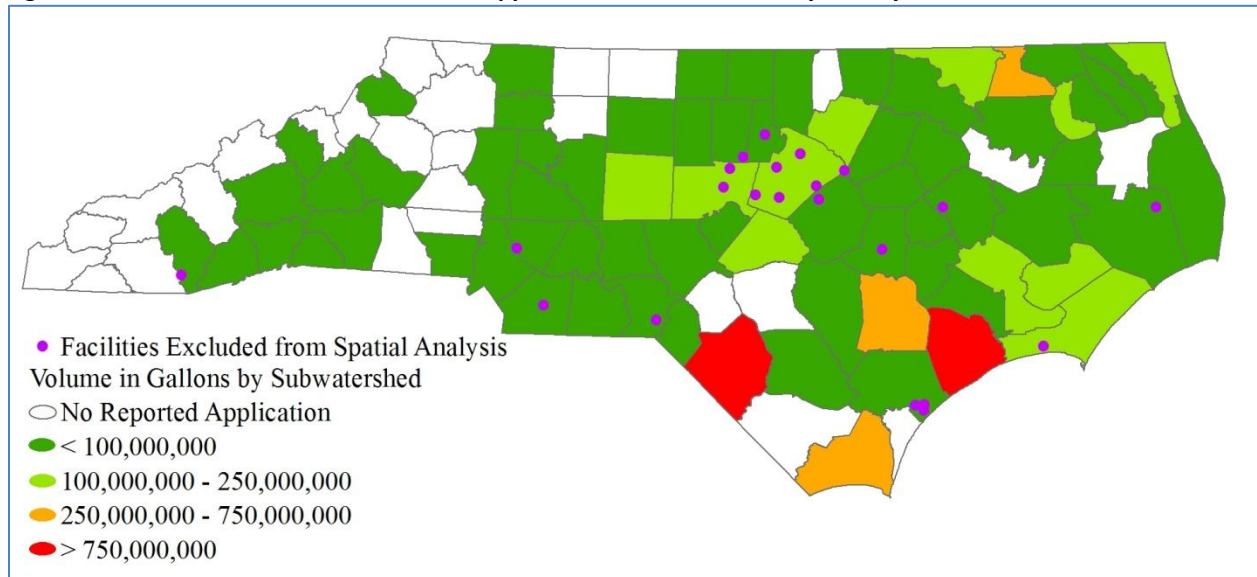 Facilities Excluded from Spatial Analysis
Volume in Gallons by Subwatershed
No Reported Application
< 100,000,000
100,000,000 - 250,000,000
250,000,000 - 750,000,000
> 750,000,000